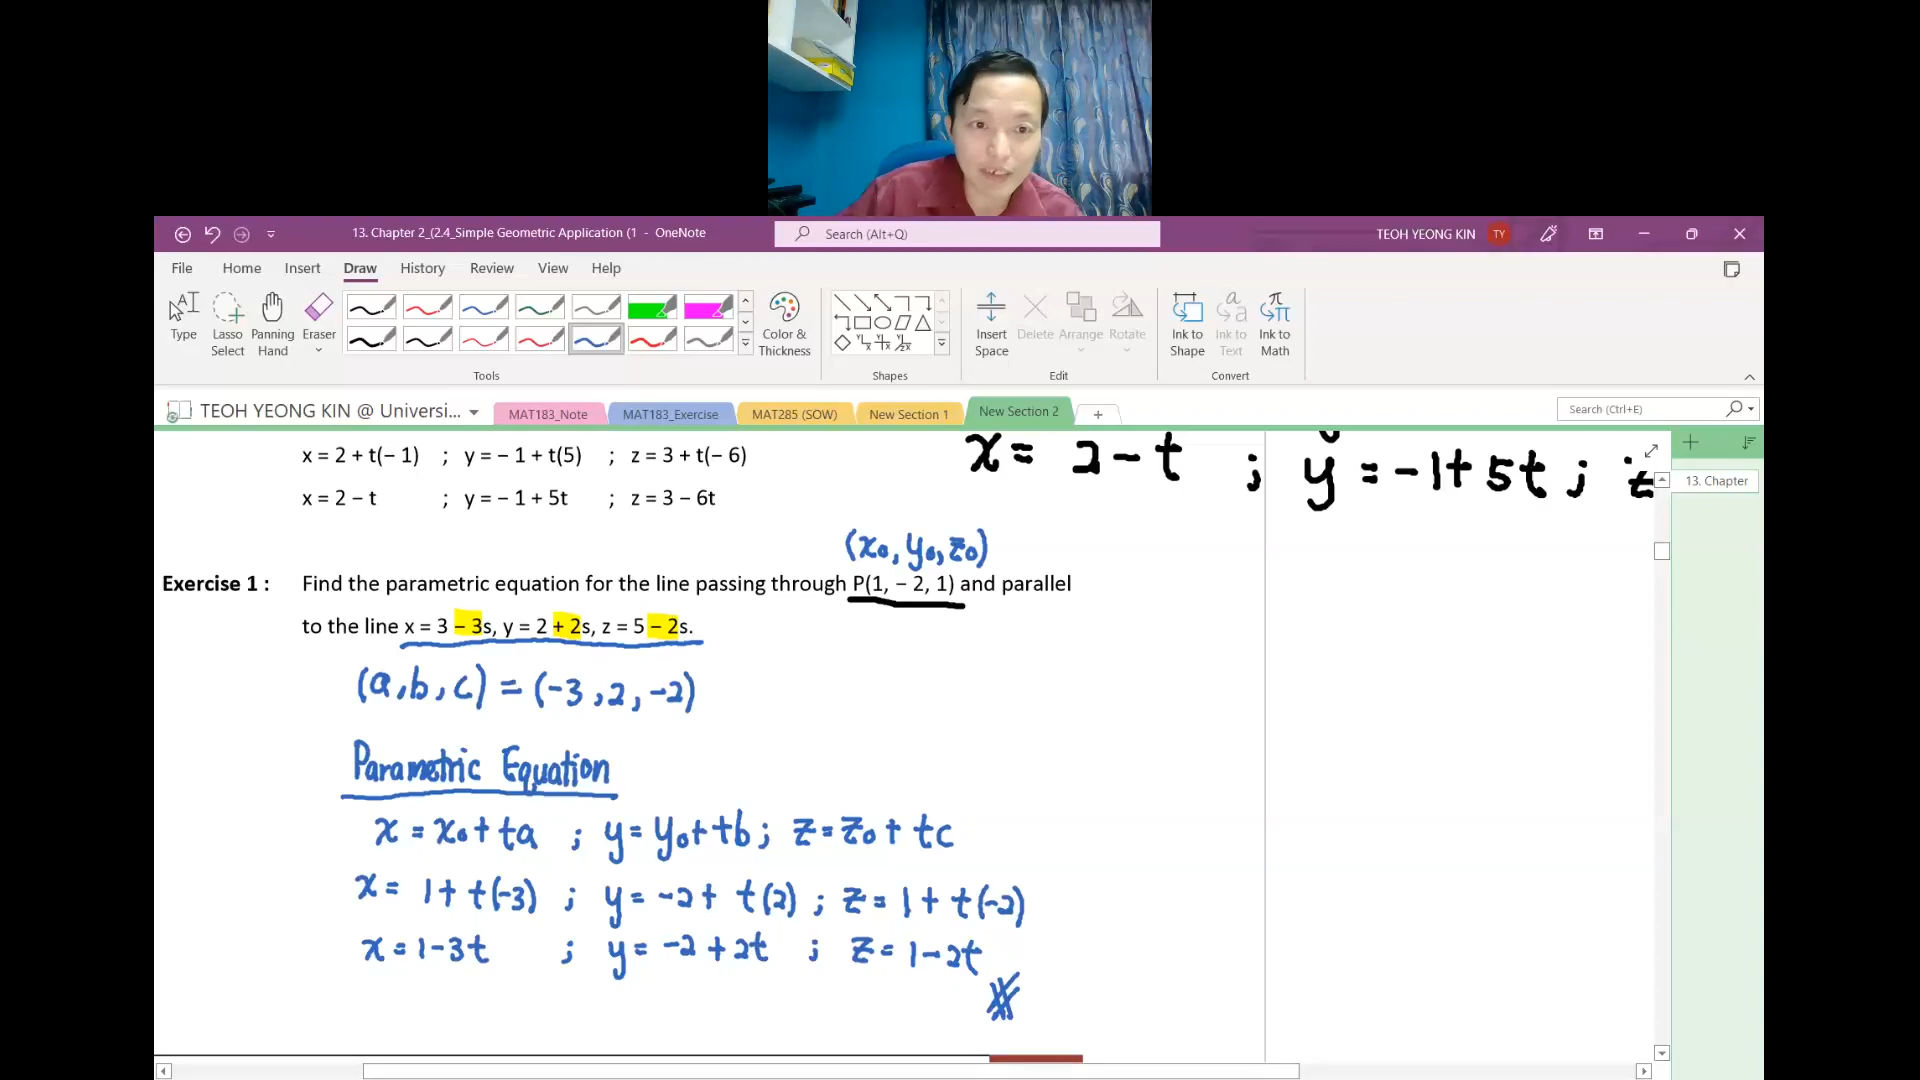 13. Chapter 2_(2.4_Simple Geometric Application (1 - OneNote
Search (Alt+Q)
TEOH YEONG KIN TY
File Home Insert Draw History Review View Help
Type
Lasso Select
Panning Hand
Eraser
Color & Thickness
Insert Space
Delete
Arrange
Rotate
Ink to Shape
Ink to Text
Ink to Math
Tools
Shapes
Edit
Convert
TEOH YEONG KIN @ Universi...
MAT183_Note MAT183_Exercise MAT285 (SOW) New Section 1 New Section 2 +
Search (Ctrl+E)
13. Chapter
x = 2 + t(− 1) ; y = − 1 + t(5) ; z = 3 + t(− 6)
x = 2 − t ; y = −1+ 5t ; z
x = 2 − t ; y = − 1 + 5t ; z = 3 − 6t
(x₀, y₀, z₀)
Exercise 1 : Find the parametric equation for the line passing through P(1, − 2, 1) and parallel
to the line x = 3 − 3s, y = 2 + 2s, z = 5 − 2s.
(a, b, c) = (-3, 2, -2)
Parametric Equation
x = x₀ + ta ; y = y₀ + tb ; z = z₀ + tc
x = 1 + t(-3) ; y = -2 + t(2) ; z = 1 + t(-2)
x = 1 - 3t ; y = -2 + 2t ; z = 1 - 2t